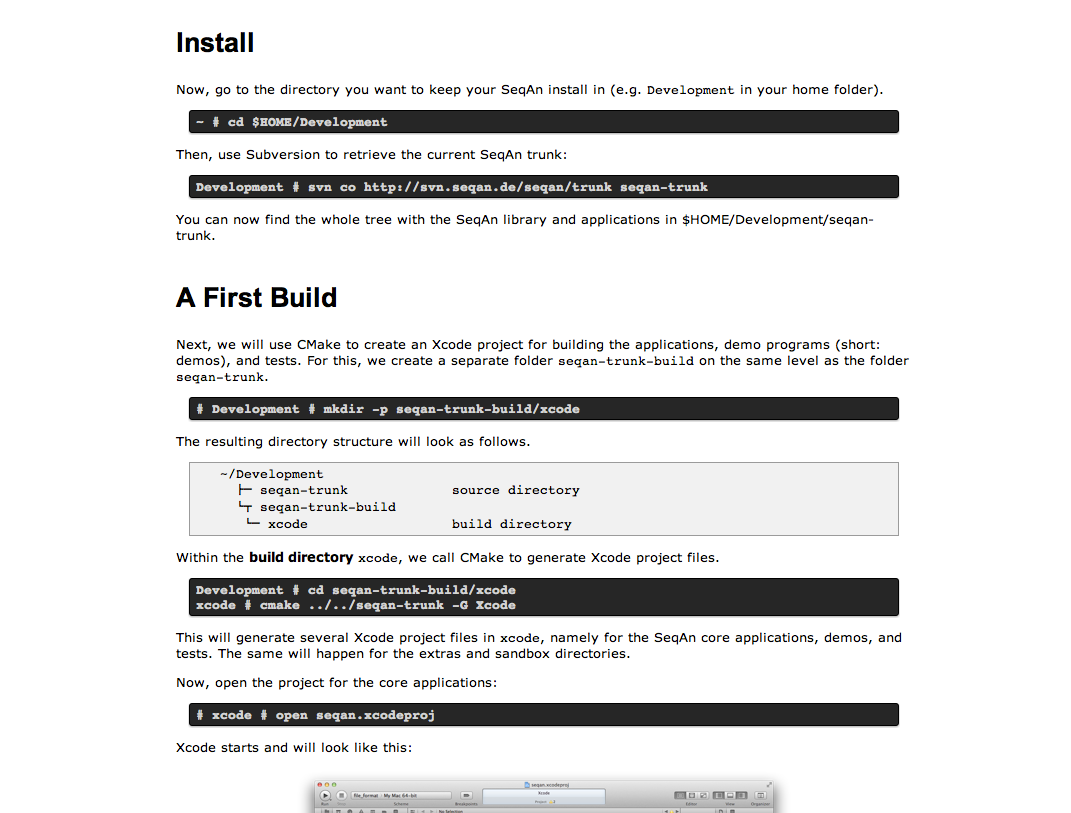 Install
Now, go to the directory you want to keep your SeqAn install in (e.g. Development in your home folder).
~ # cd $HOME/Development
Then, use Subversion to retrieve the current SeqAn trunk:
Development # svn co http://svn.seqan.de/seqan/trunk seqan-trunk
You can now find the whole tree with the SeqAn library and applications in $HOME/Development/seqan-
trunk.
A First Build
Next, we will use CMake to create an Xcode project for building the applications, demo programs (short:
demos), and tests. For this, we create a separate folder seqan-trunk-build on the same level as the folder
seqan-trunk.
# Development # mkdir -p seqan-trunk-build/xcode
The resulting directory structure will look as follows.
~/Development
├─ seqan-trunk source directory
└┬ seqan-trunk-build
└─ xcode build directory
Within the build directory xcode, we call CMake to generate Xcode project files.
Development # cd seqan-trunk-build/xcode
xcode # cmake ../../seqan-trunk -G Xcode
This will generate several Xcode project files in xcode, namely for the SeqAn core applications, demos, and
tests. The same will happen for the extras and sandbox directories.
Now, open the project for the core applications:
# xcode # open seqan.xcodeproj
Xcode starts and will look like this:
seqan.xcodeproj
file_format My Mac 64-bit
Xcode
Run Scheme Breakpoints Project Editor View Organizer
No Selection